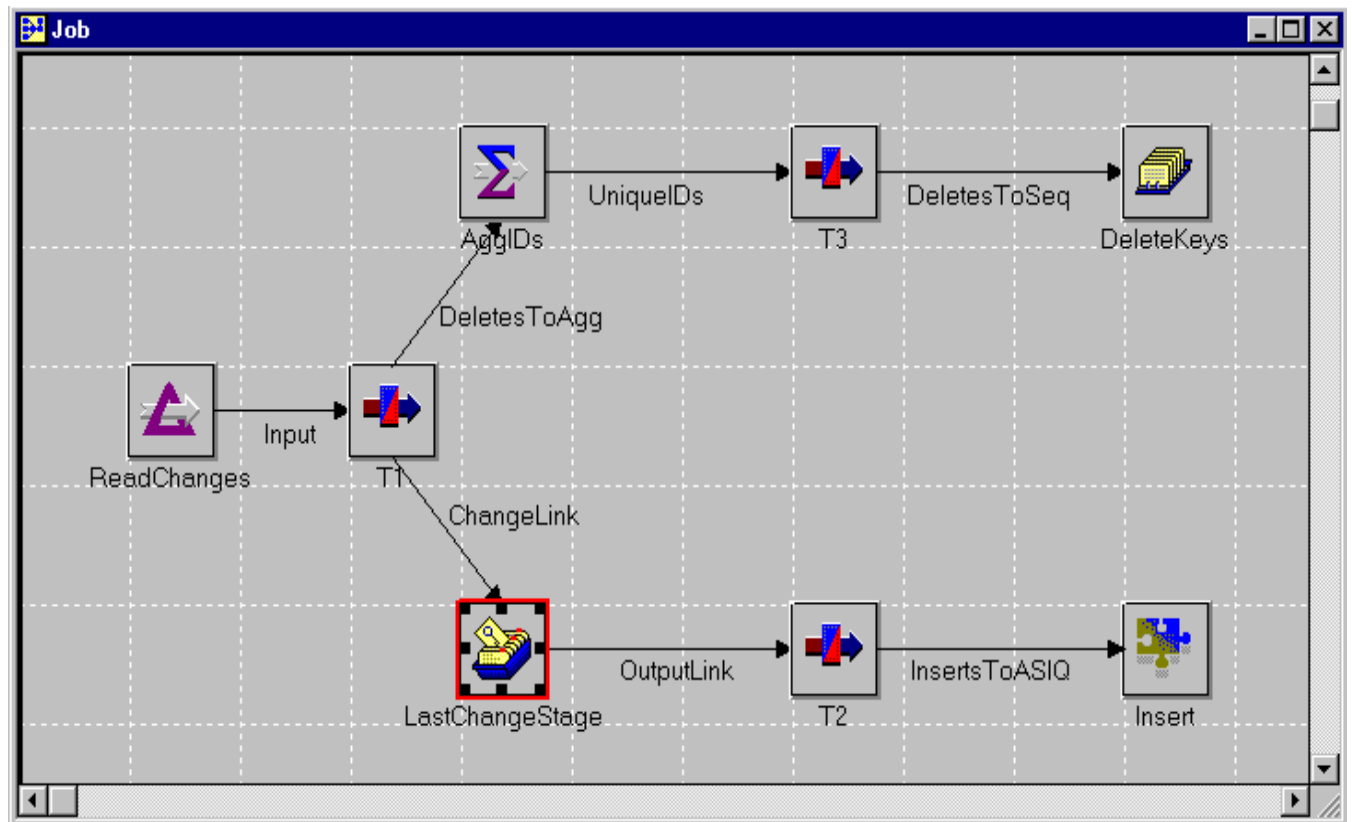 Job
UniqueIDs
DeletesToSeq
AggIDs
T3
DeleteKeys
DeletesToAgg
Input
ReadChanges
T1
ChangeLink
OutputLink
InsertsToASIQ
LastChangeStage
T2
Insert